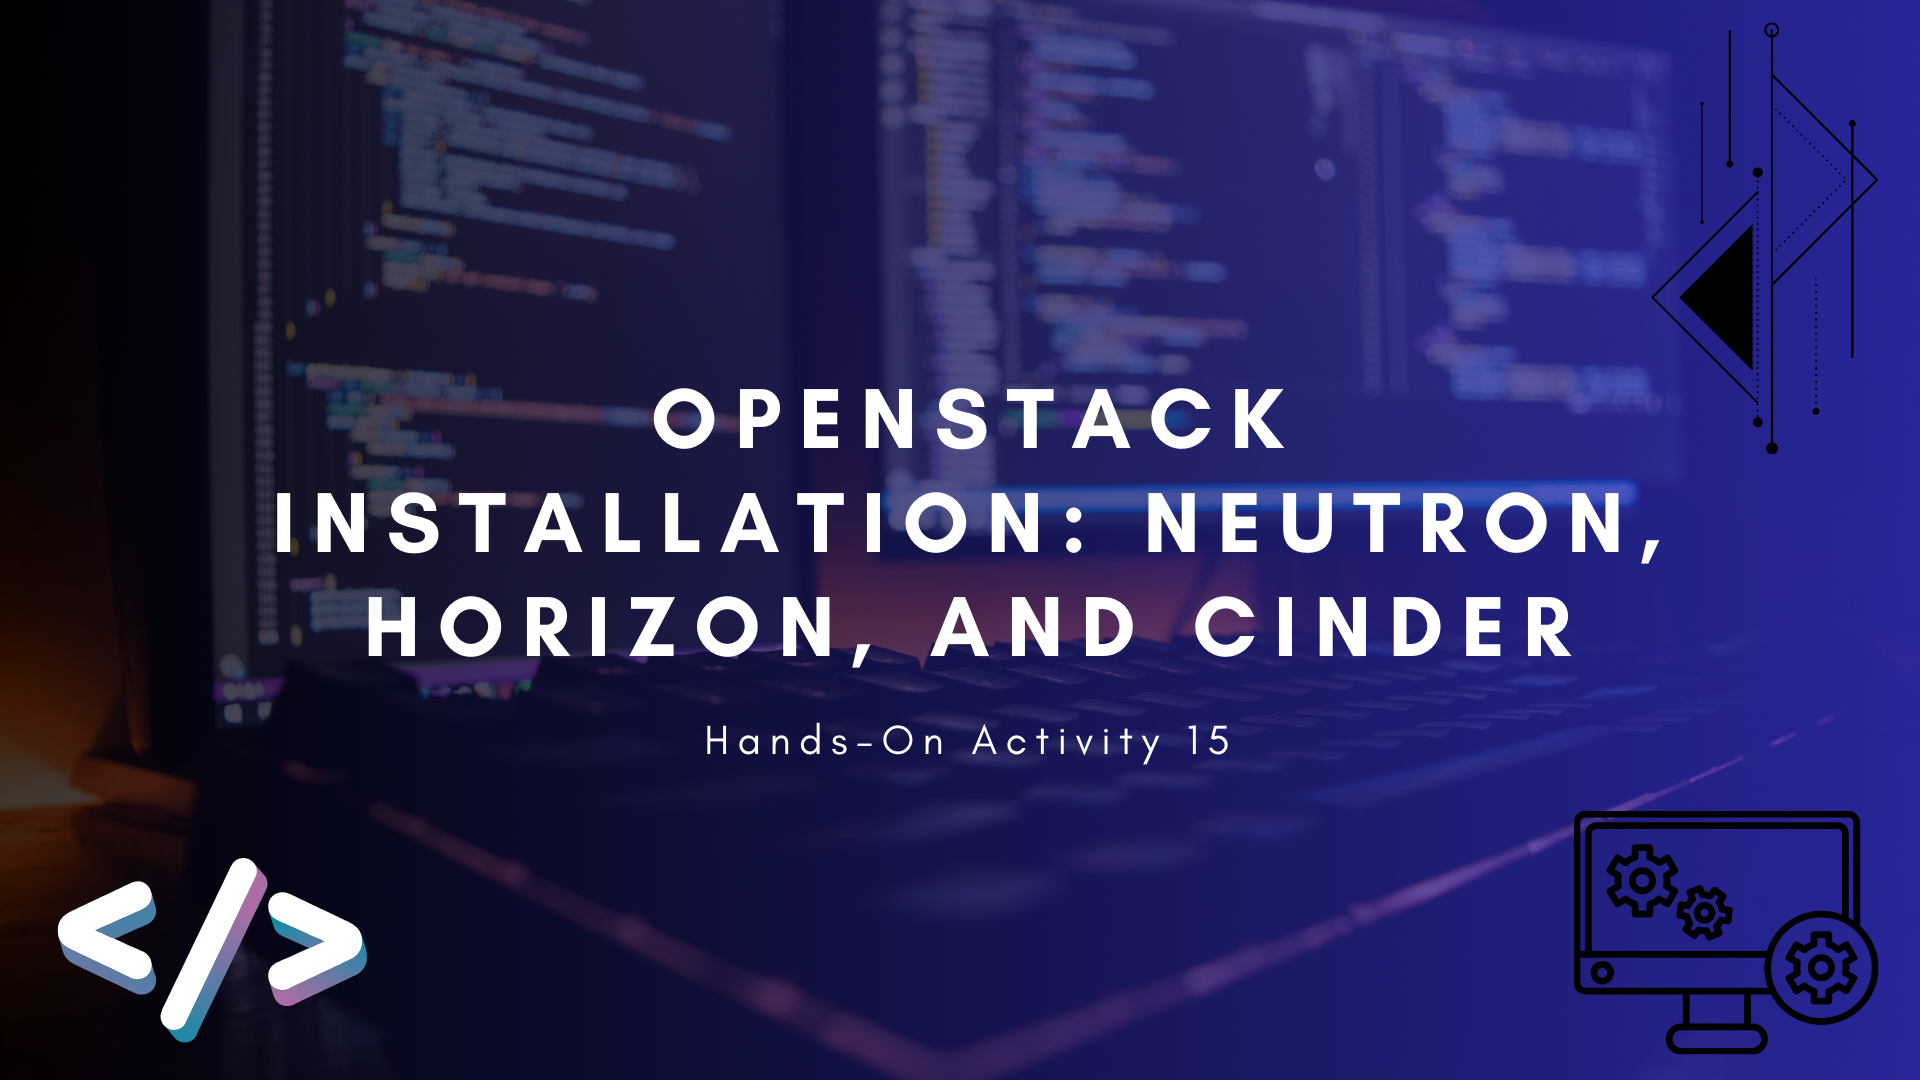 OPENSTACK
INSTALLATION: NEUTRON,
HORIZON, AND CINDER
Hands-On Activity 15